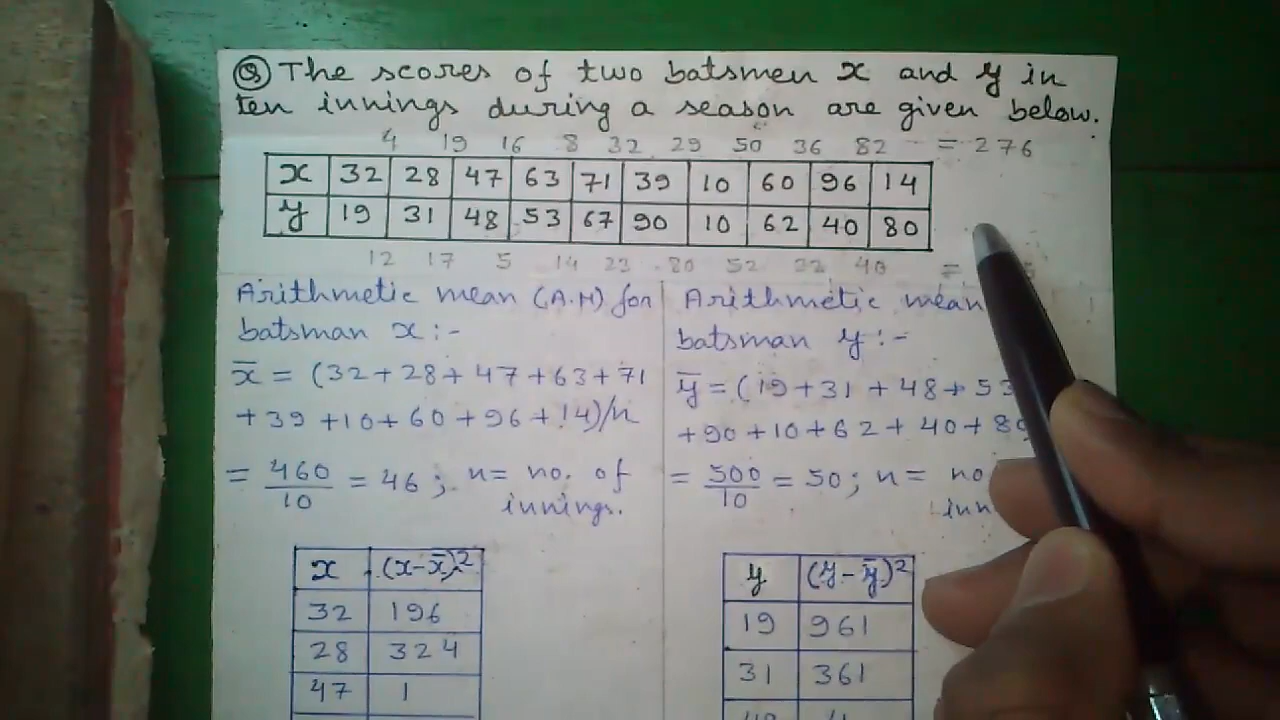 Q The scores of two batsmen x and y in
ten innings during a season are given below.
4 19 16 8 32 29 50 36 82 = 276
x 32 28 47 63 71 39 10 60 96 14
y 19 31 48 53 67 90 10 62 40 80
12 17 5 14 23 80 52 22 40 =
Arithmetic mean (A.M) for
batsman x:-
x̅ = (32+28+47+63+71
+39+10+60+96+14)/n
= 460/10 = 46; n= no. of
innings.
x (x-x̅)²
32 196
28 324
47 1
Arithmetic mean
batsman y:-
y̅ = (19+31+48+53
+90+10+62+40+
= 500/10 = 50; n= no
inn
y (y-y̅)²
19 961
31 361